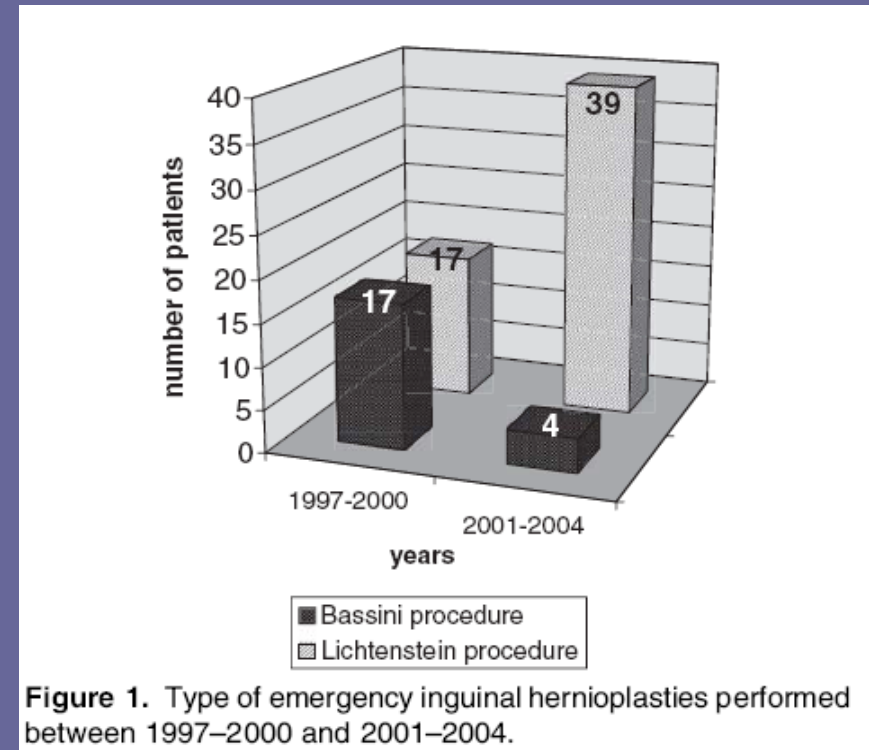 40
35
30
25
20
15
10
5
0
number of patients
17
17
39
4
1997-2000
2001-2004
years
Bassini procedure
Lichtenstein procedure
Figure 1. Type of emergency inguinal hernioplasties performed
between 1997–2000 and 2001–2004.